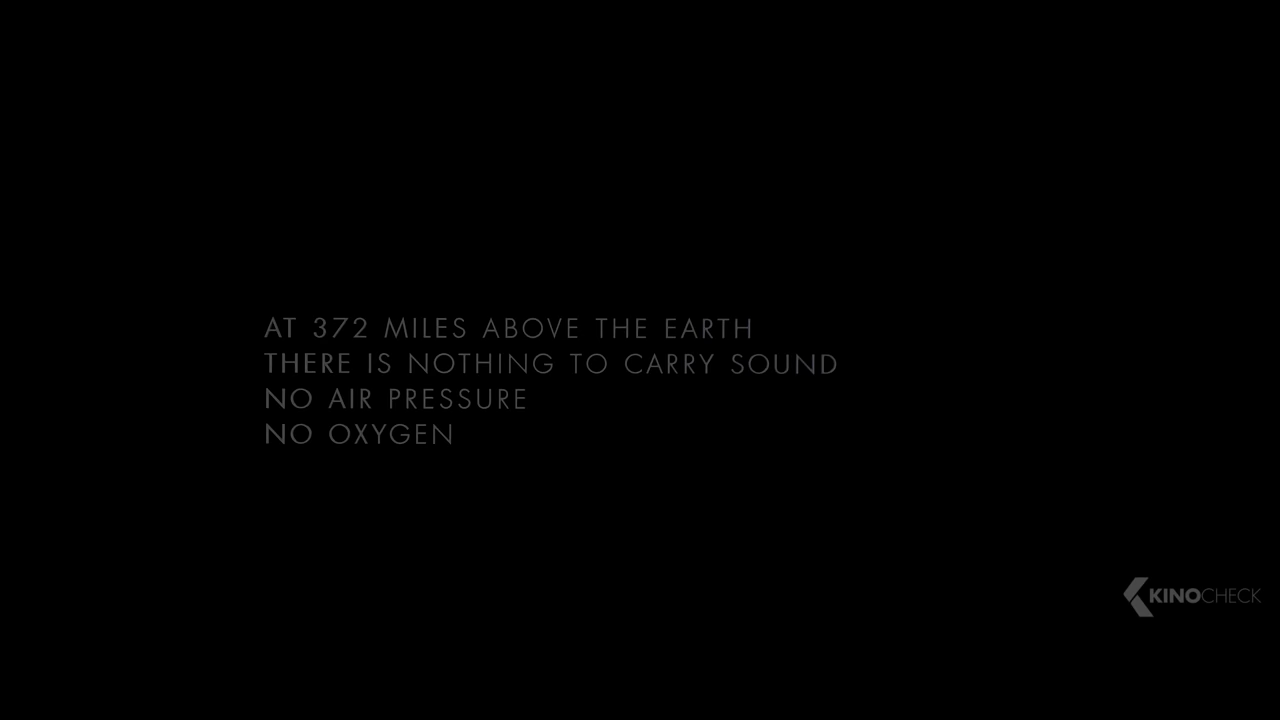 AT 372 MILES ABOVE THE EARTH
THERE IS NOTHING TO CARRY SOUND
NO AIR PRESSURE
NO OXYGEN
KINOCHECK